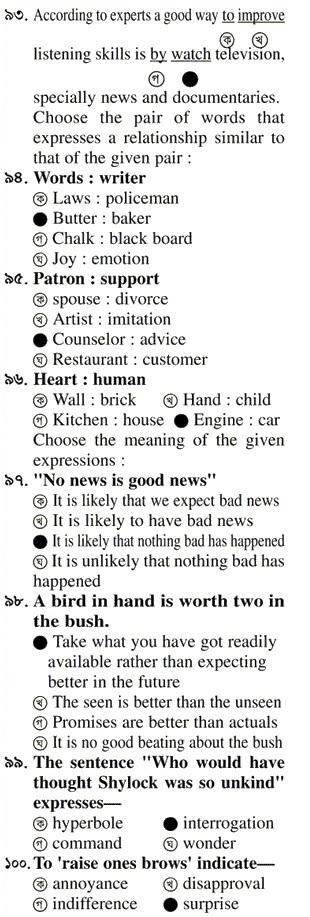 ৯৩. According to experts a good way to improve
ক খ
listening skills is by watch television,
গ ●
specially news and documentaries.
Choose the pair of words that
expresses a relationship similar to
that of the given pair :
৯৪. Words : writer
ক Laws : policeman
● Butter : baker
গ Chalk : black board
ঘ Joy : emotion
৯৫. Patron : support
ক spouse : divorce
খ Artist : imitation
● Counselor : advice
ঘ Restaurant : customer
৯৬. Heart : human
ক Wall : brick খ Hand : child
গ Kitchen : house ● Engine : car
Choose the meaning of the given
expressions :
৯৭. "No news is good news"
ক It is likely that we expect bad news
খ It is likely to have bad news
● It is likely that nothing bad has happened
ঘ It is unlikely that nothing bad has
happened
৯৮. A bird in hand is worth two in
the bush.
● Take what you have got readily
available rather than expecting
better in the future
খ The seen is better than the unseen
গ Promises are better than actuals
ঘ It is no good beating about the bush
৯৯. The sentence "Who would have
thought Shylock was so unkind"
expresses—
ক hyperbole ● interrogation
গ command ঘ wonder
১০০. To 'raise ones brows' indicate—
ক annoyance খ disapproval
গ indifference ● surprise